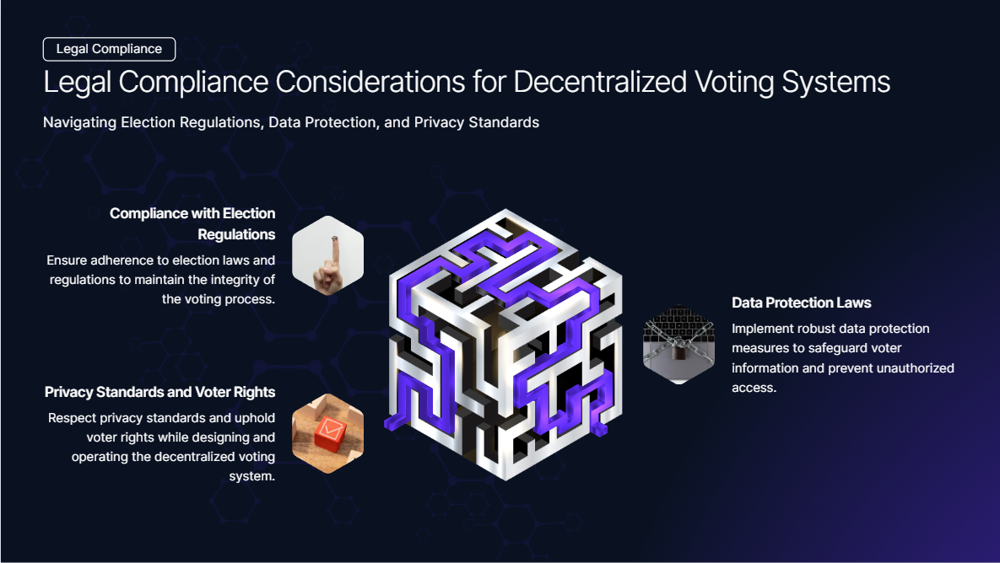 Legal Compliance
Legal Compliance Considerations for Decentralized Voting Systems
Navigating Election Regulations, Data Protection, and Privacy Standards
Compliance with Election
Regulations
Ensure adherence to election laws and
regulations to maintain the integrity of
the voting process.
Privacy Standards and Voter Rights
Respect privacy standards and uphold
voter rights while designing and
operating the decentralized voting
system.
Data Protection Laws
Implement robust data protection
measures to safeguard voter
information and prevent unauthorized
access.